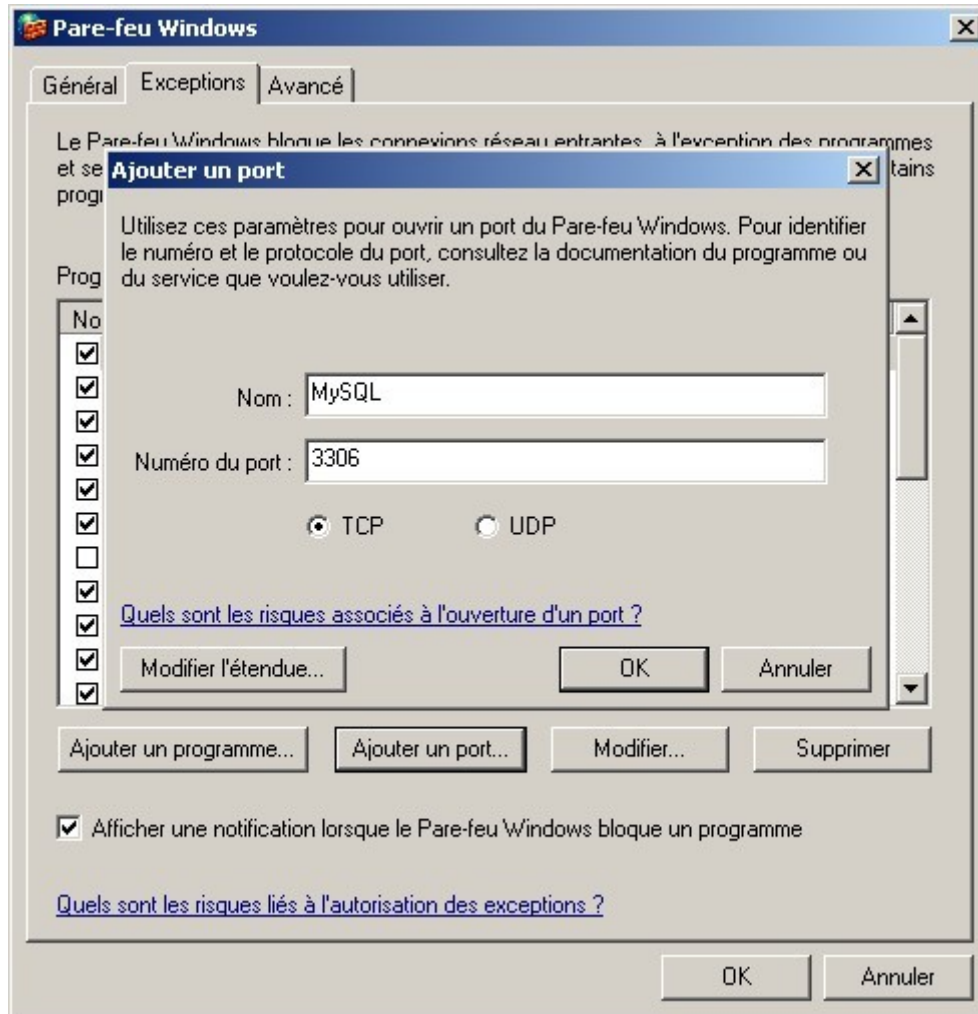 Pare-feu Windows
Général
Exceptions
Avancé
Le Pare-feu Windows bloque les connexions réseau entrantes, à l'exception des programmes
et se
tains
progr
Ajouter un port
Utilisez ces paramètres pour ouvrir un port du Pare-feu Windows. Pour identifier
le numéro et le protocole du port, consultez la documentation du programme ou
du service que voulez-vous utiliser.
Prog
No
Nom : MySQL
Numéro du port : 3306
TCP UDP
Quels sont les risques associés à l'ouverture d'un port ?
Modifier l'étendue... OK Annuler
Ajouter un programme... Ajouter un port... Modifier... Supprimer
Afficher une notification lorsque le Pare-feu Windows bloque un programme
Quels sont les risques liés à l'autorisation des exceptions ?
OK Annuler